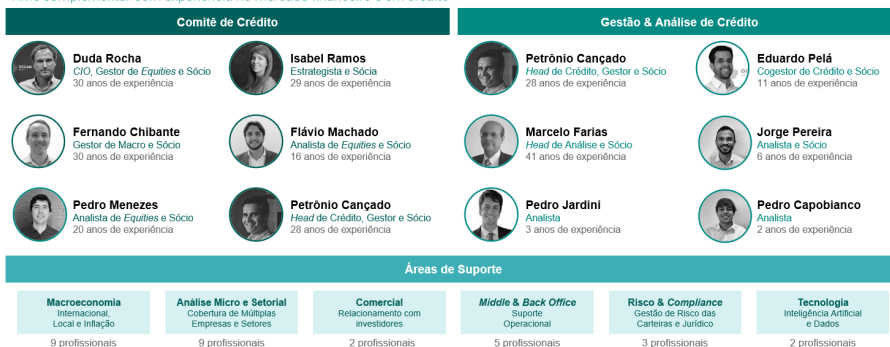 Comitê de Crédito
Duda Rocha
CIO, Gestor de Equities e Sócio
30 anos de experiência
Isabel Ramos
Estrategista e Sócia
29 anos de experiência
Fernando Chibante
Gestor de Macro e Sócio
30 anos de experiência
Flávio Machado
Analista de Equities e Sócio
16 anos de experiência
Pedro Menezes
Analista de Equities e Sócio
20 anos de experiência
Petrônio Cançado
Head de Crédito, Gestor e Sócio
28 anos de experiência
Gestão & Análise de Crédito
Petrônio Cançado
Head de Crédito, Gestor e Sócio
28 anos de experiência
Eduardo Pelá
Cogestor de Crédito e Sócio
11 anos de experiência
Marcelo Farias
Head de Análise e Sócio
41 anos de experiência
Jorge Pereira
Analista e Sócio
6 anos de experiência
Pedro Jardini
Analista
3 anos de experiência
Pedro Capobianco
Analista
2 anos de experiência
Áreas de Suporte
Macroeconomia
Internacional,
Local e Inflação
9 profissionais
Análise Micro e Setorial
Cobertura de Múltiplas
Empresas e Setores
9 profissionais
Comercial
Relacionamento com
investidores
2 profissionais
Middle & Back Office
Suporte
Operacional
5 profissionais
Risco & Compliance
Gestão de Risco das
Carteiras e Jurídico
3 profissionais
Tecnologia
Inteligência Artificial
e Dados
2 profissionais